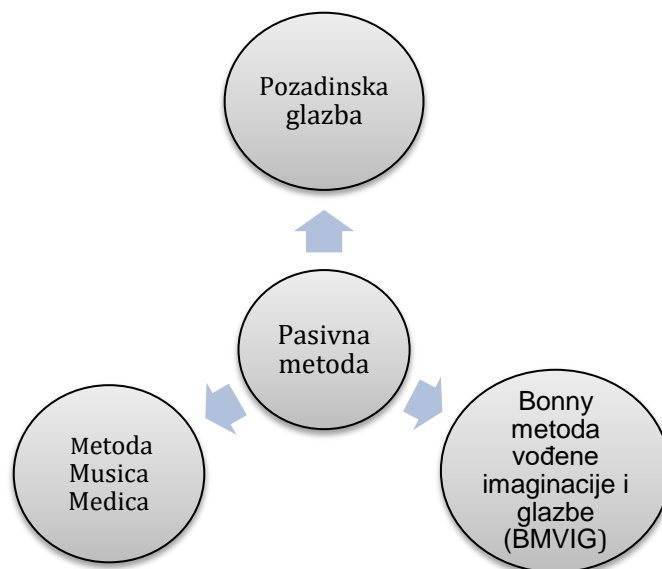 Pozadinska
glazba
Pasivna
metoda
Metoda
Musica
Medica
Bonny
metoda
vođene
imaginacije i
glazbe
(BMVIG)